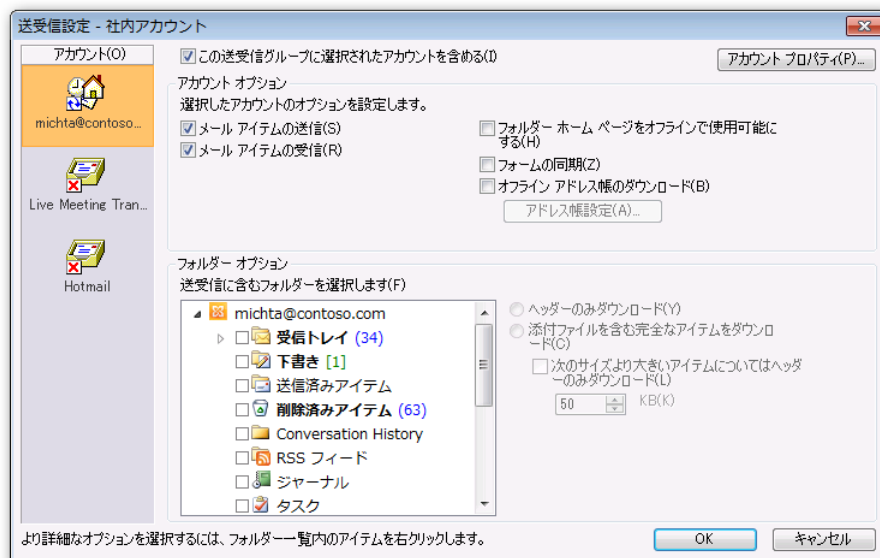 送受信設定 - 社内アカウント
アカウント(O)
michta@contoso...
Live Meeting Tran...
Hotmail
この送受信グループに選択されたアカウントを含める(I)
アカウント プロパティ(P)...
アカウント オプション
選択したアカウントのオプションを設定します。
メール アイテムの送信(S)
メール アイテムの受信(R)
フォルダー ホーム ページをオフラインで使用可能に
する(H)
フォームの同期(Z)
オフライン アドレス帳のダウンロード(B)
アドレス帳設定(A)...
フォルダー オプション
送受信に含むフォルダーを選択します(F)
michta@contoso.com
受信トレイ (34)
下書き [1]
送信済みアイテム
削除済みアイテム (63)
Conversation History
RSS フィード
ジャーナル
タスク
ヘッダーのみダウンロード(Y)
添付ファイルを含む完全なアイテムをダウンロ
ード(C)
次のサイズより大きいアイテムについてはヘッダ
ーのみダウンロード(L)
50 KB(K)
より詳細なオプションを選択するには、フォルダー一覧内のアイテムを右クリックします。
OK
キャンセル